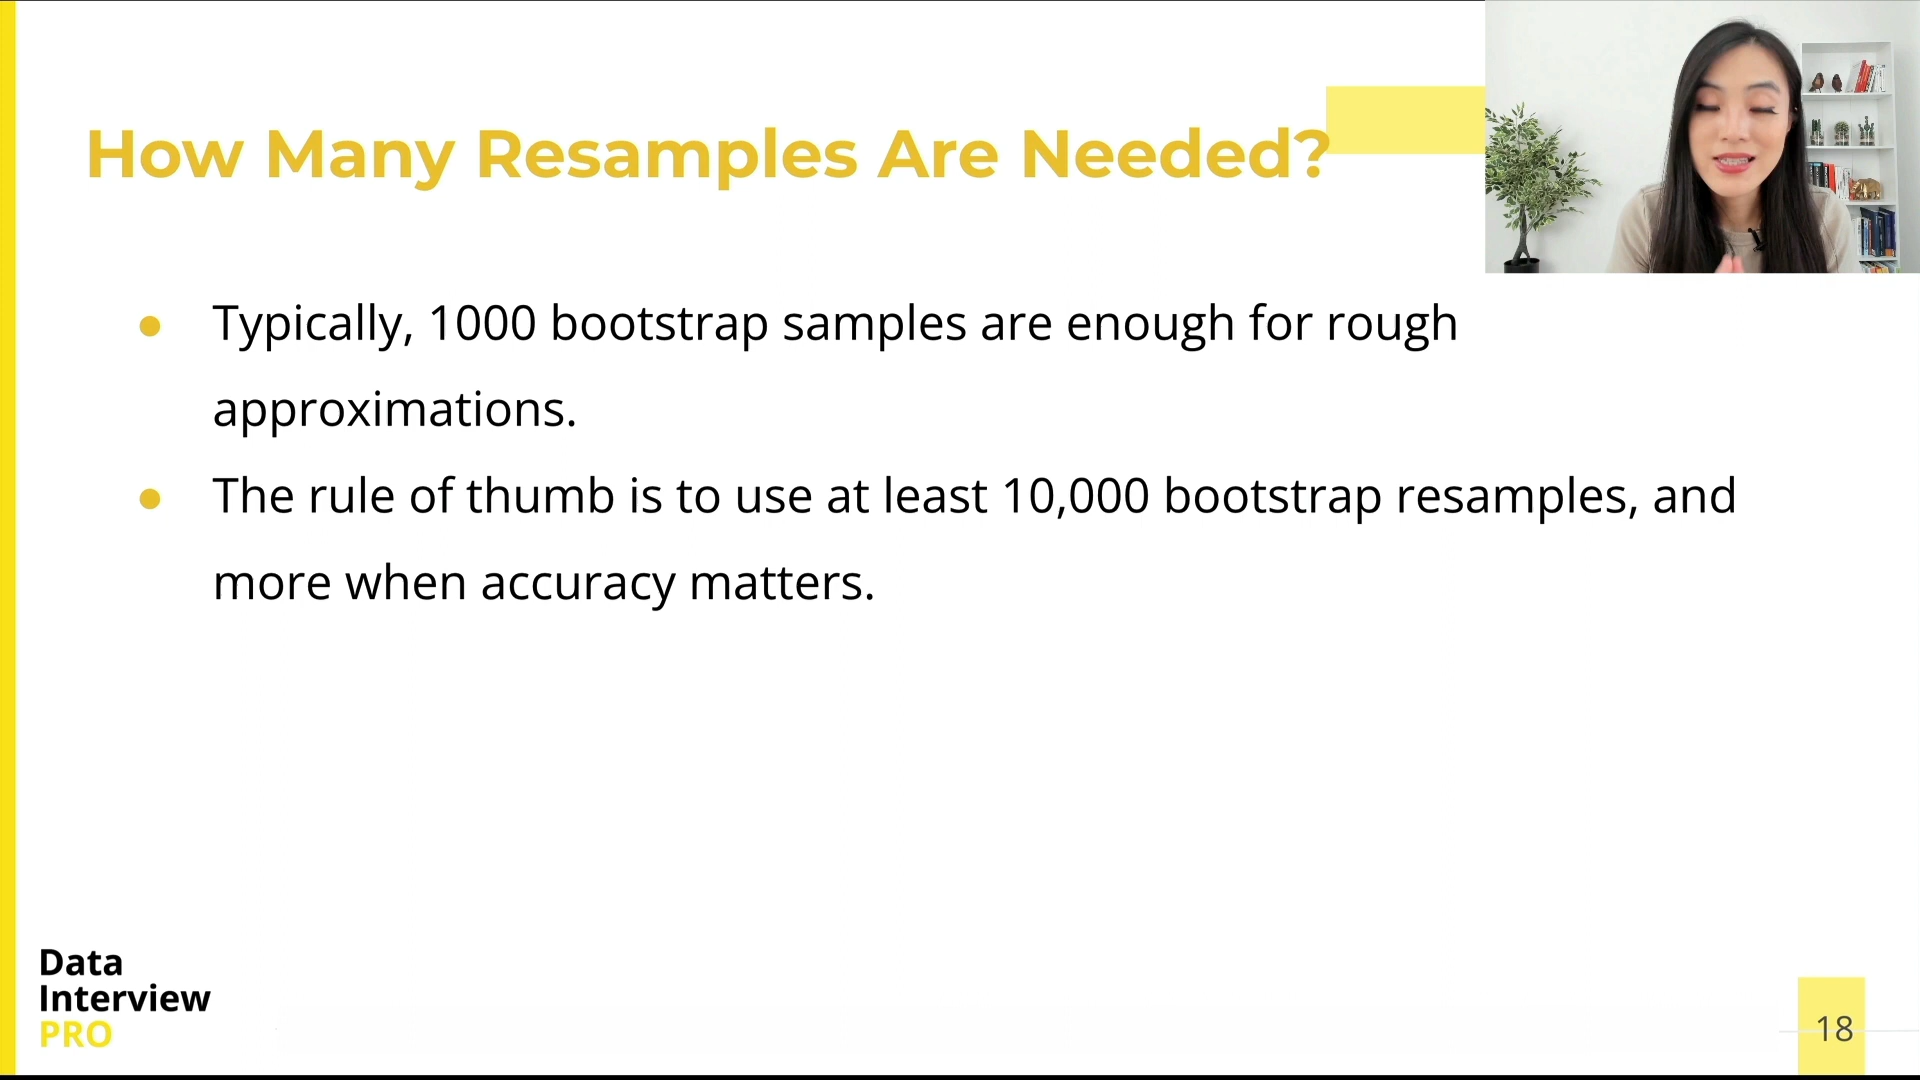 How Many Resamples Are Needed?
● Typically, 1000 bootstrap samples are enough for rough
approximations.
● The rule of thumb is to use at least 10,000 bootstrap resamples, and
more when accuracy matters.
Data
Interview
PRO
18